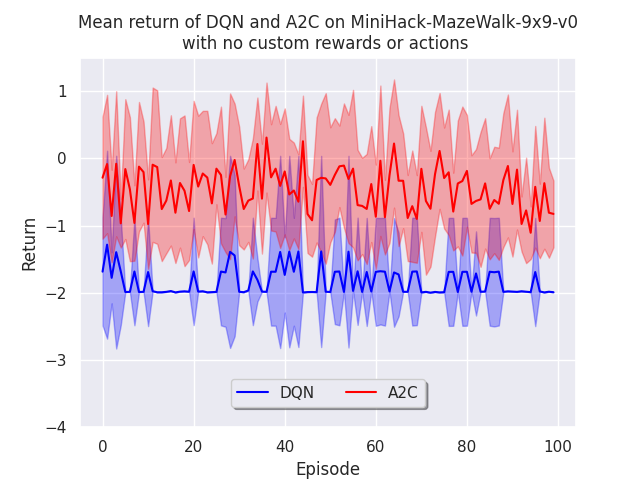 Mean return of DQN and A2C on MiniHack-MazeWalk-9x9-v0
with no custom rewards or actions
Return
1
0
−1
−2
−3
−4
DQN A2C
0 20 40 60 80 100
Episode